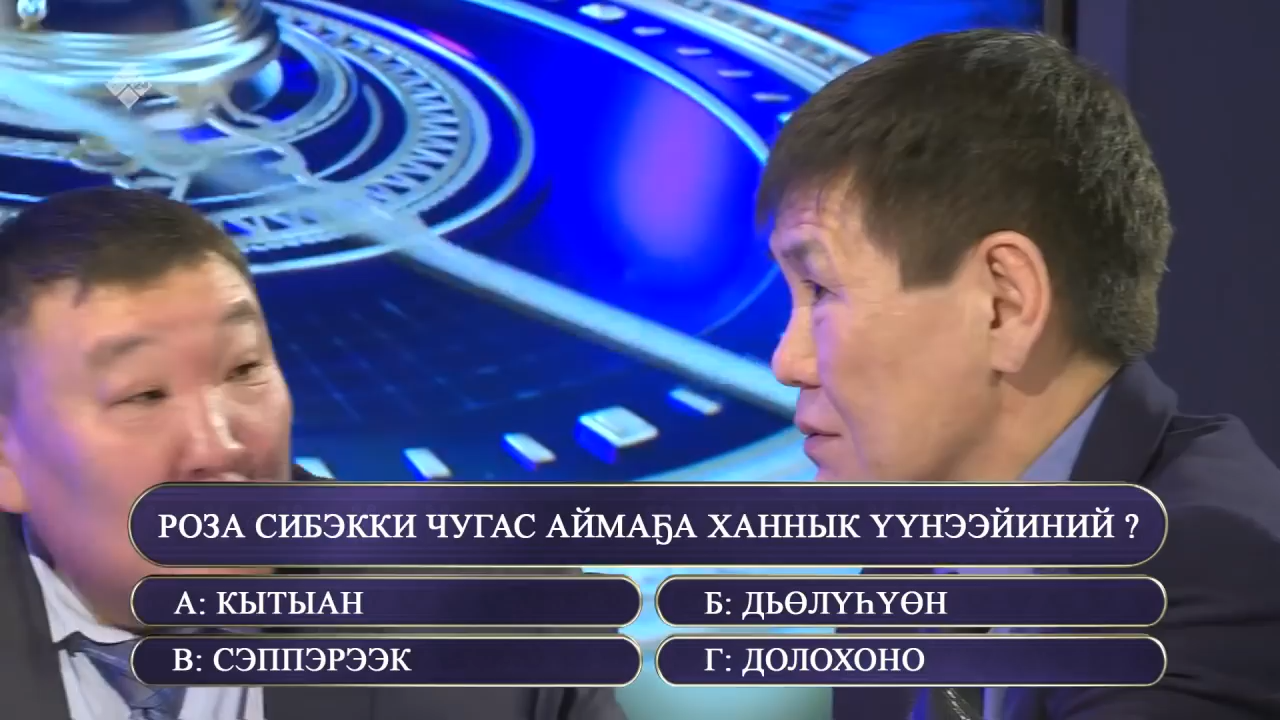 РОЗА СИБЭККИ ЧУГАС АЙМАҔА ХАННЫК ҮҮНЭЭЙИНИЙ ?
А: КЫТЫАН
Б: ДЬӨЛҮҺҮӨН
В: СЭППЭРЭЭК
Г: ДОЛОХОНО